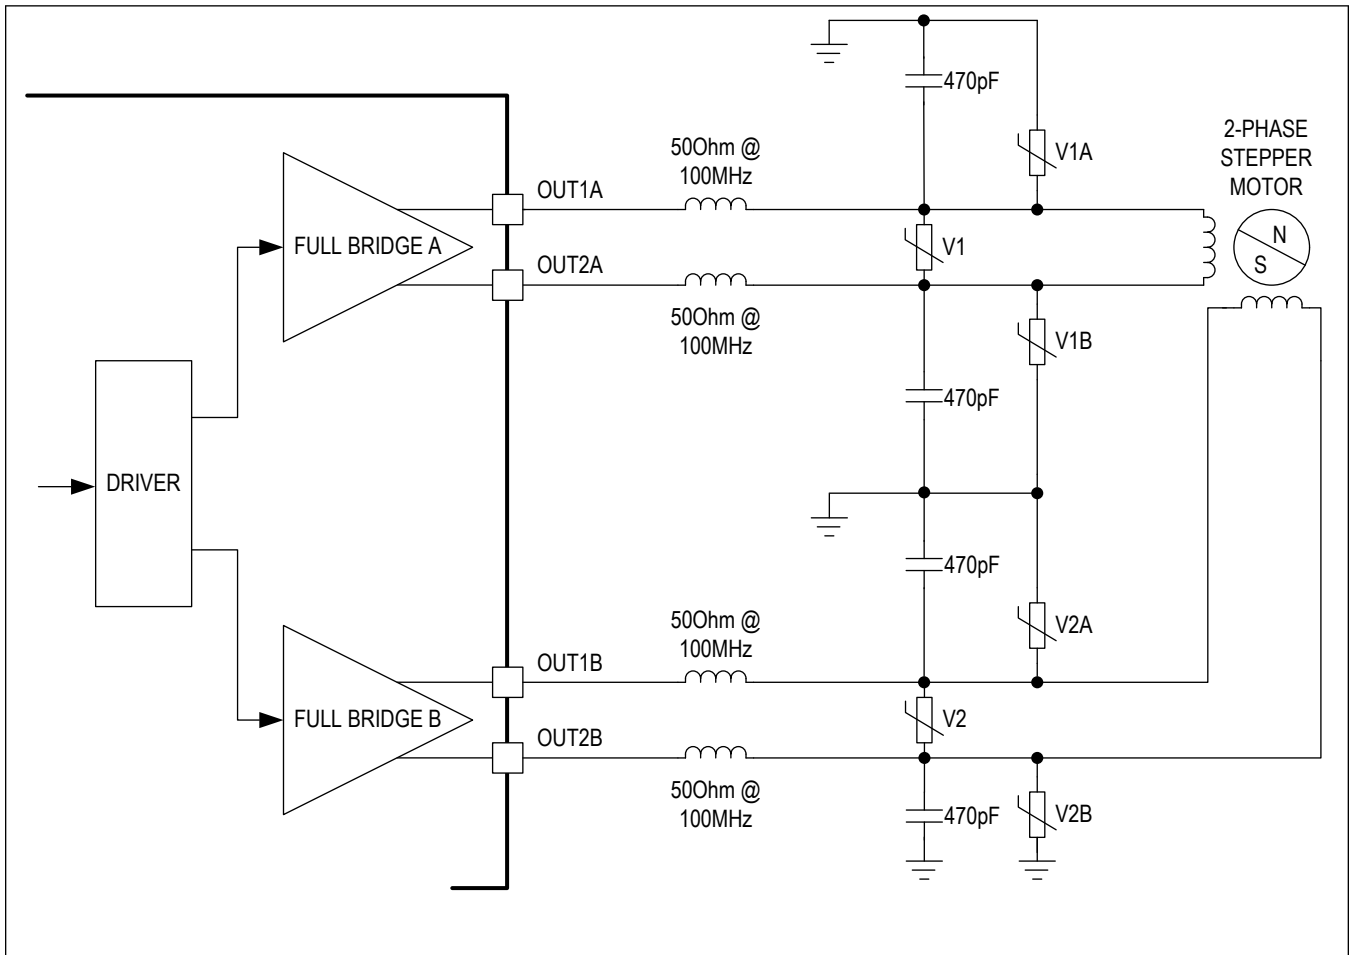 470pF
2-PHASE
STEPPER
MOTOR
50Ohm @
100MHz
V1A
OUT1A
FULL BRIDGE A
V1
N
S
OUT2A
50Ohm @
100MHz
V1B
470pF
DRIVER
470pF
50Ohm @
100MHz
V2A
OUT1B
FULL BRIDGE B
V2
OUT2B
50Ohm @
100MHz
470pF
V2B